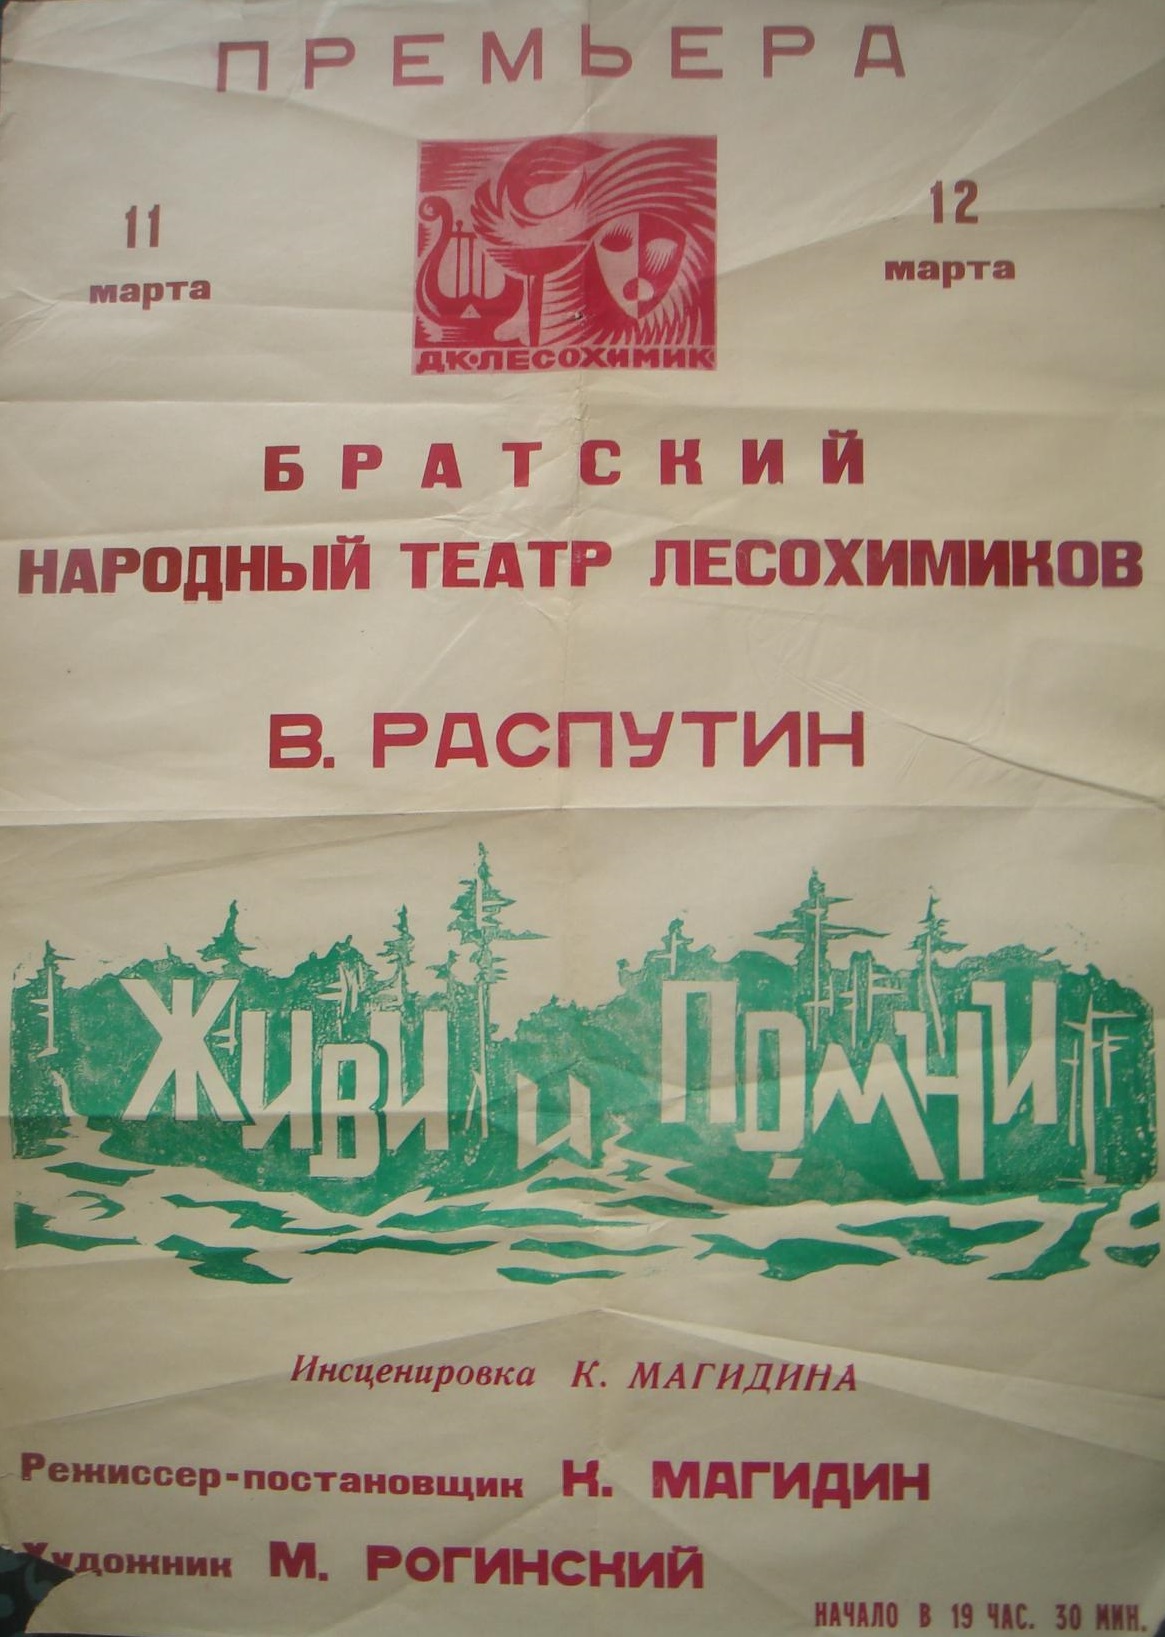 ПРЕМЬЕРА
11
марта
12
марта
ДК·ЛЕСОХИМИК
БРАТСКИЙ
НАРОДНЫЙ ТЕАТР ЛЕСОХИМИКОВ
В. РАСПУТИН
ЖИВИ И ПОМНИ
Инсценировка К. МАГИДИНА
Режиссер-постановщик К. МАГИДИН
Художник М. РОГИНСКИЙ
НАЧАЛО В 19 ЧАС. 30 МИН.